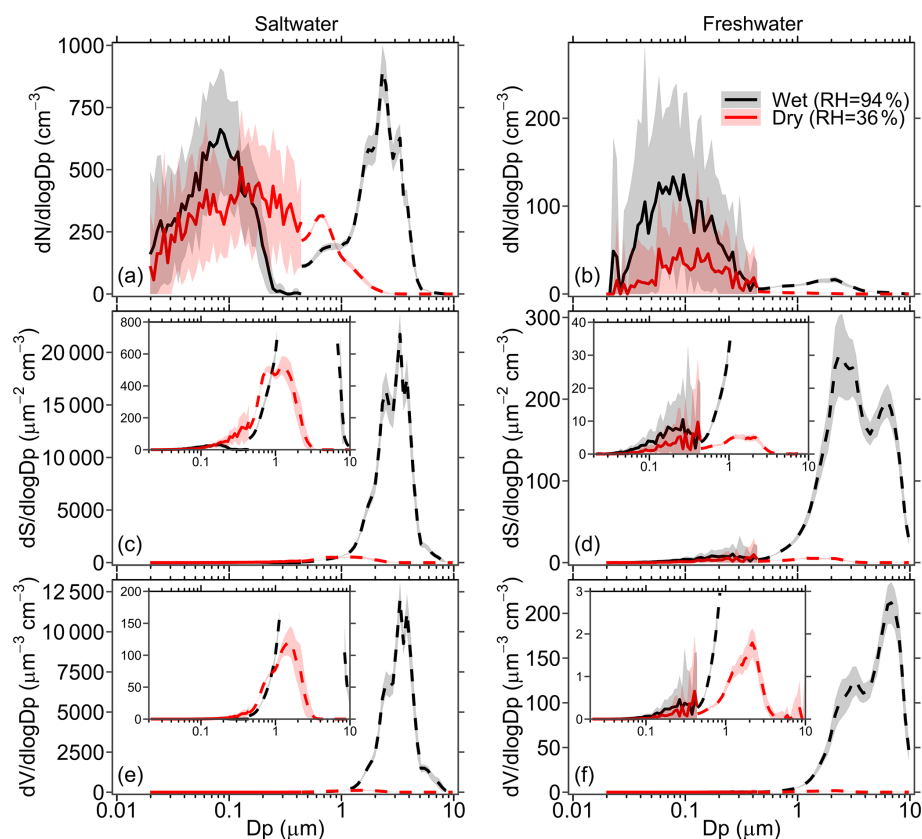 Saltwater
Freshwater
1000
750
500
250
0
dN/dlogDp (cm⁻³)
(a)
200
100
0
dN/dlogDp (cm⁻³)
Wet (RH=94 %)
Dry (RH=36 %)
(b)
20 000
15 000
10 000
5000
0
dS/dlogDp (μm⁻² cm⁻³)
800
600
400
200
0
0.1 1 10
(c)
300
200
100
0
dS/dlogDp (μm⁻² cm⁻³)
40
30
20
10
0
0.1 1 10
(d)
12 500
10 000
7500
5000
2500
0
dV/dlogDp (μm⁻³ cm⁻³)
200
150
100
50
0
0.1 1 10
(e)
0.01 0.1 1 10
Dp (μm)
200
150
100
50
0
dV/dlogDp (μm⁻³ cm⁻³)
3
2
1
0
0.1 1 10
(f)
0.01 0.1 1 10
Dp (μm)